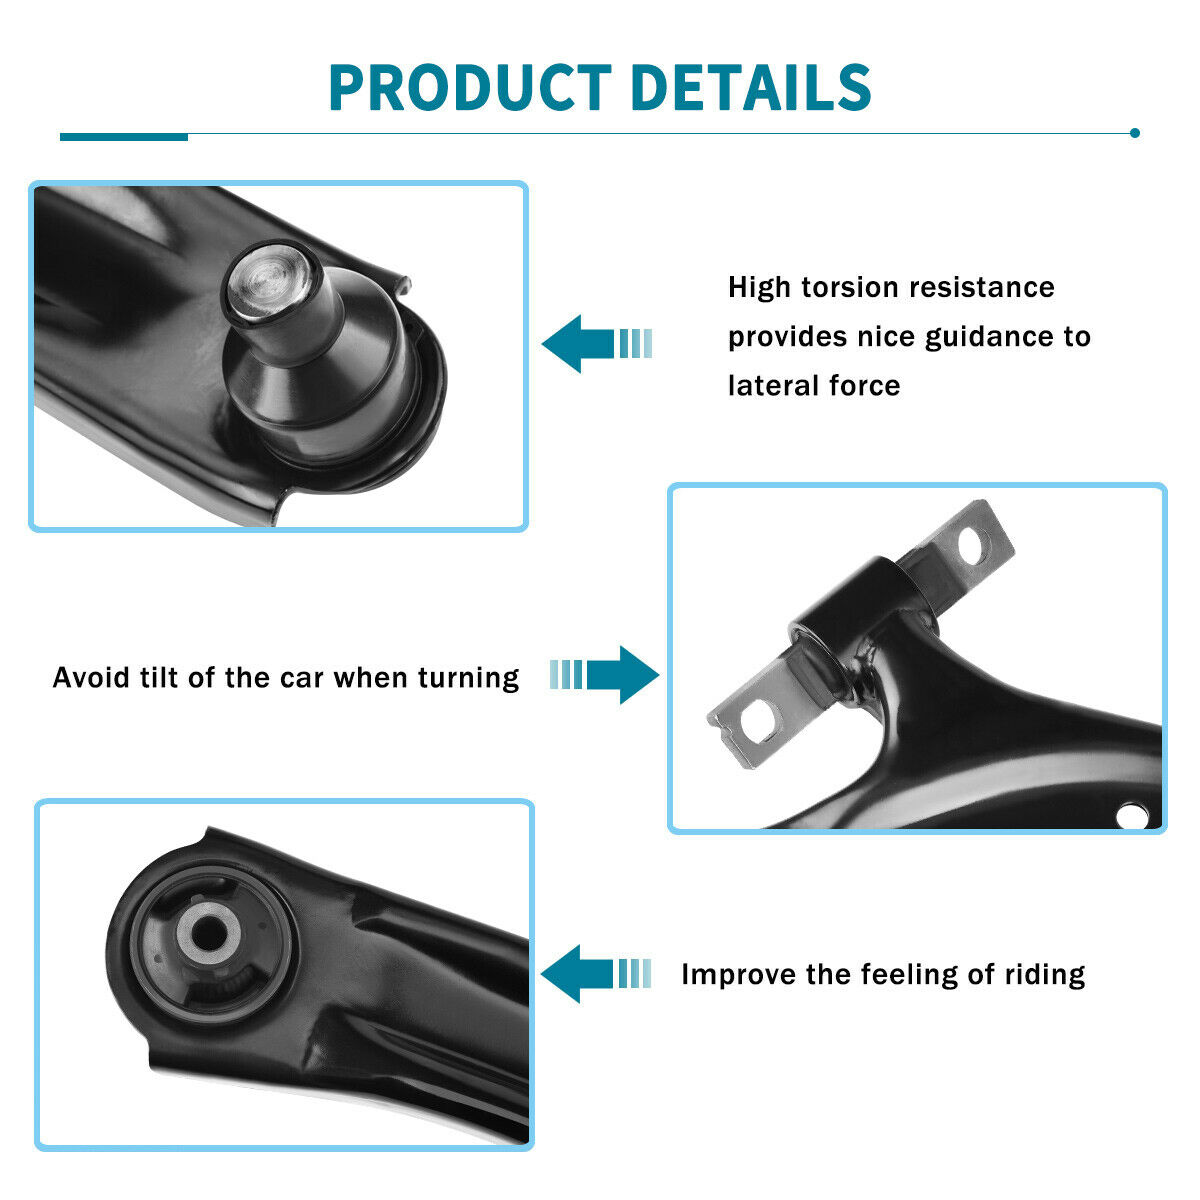 PRODUCT DETAILS
High torsion resistance
provides nice guidance to
lateral force
Avoid tilt of the car when turning
Improve the feeling of riding